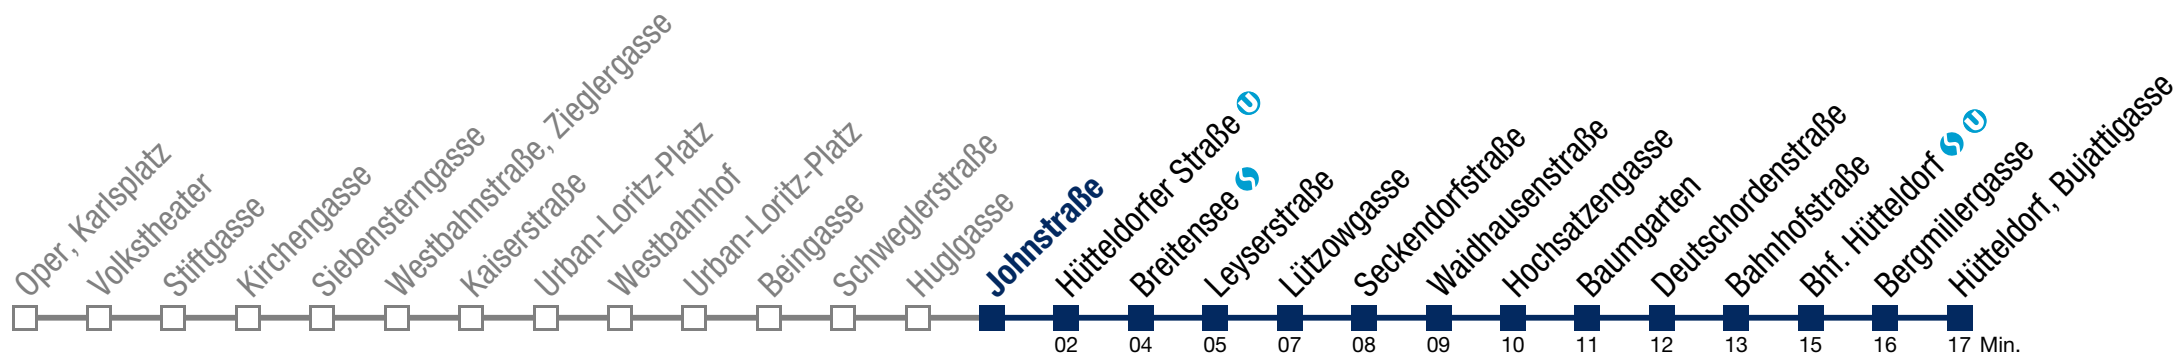 Oper, Karlsplatz
Volkstheater
Stiftgasse
Kirchengasse
Siebensterngasse
Westbahnstraße, Zieglergasse
Kaiserstraße
Urban-Loritz-Platz
Westbahnhof
Urban-Loritz-Platz
Beingasse
Schweglerstraße
Huglgasse
Johnstraße
Hütteldorfer Straße U
Breitensee S
Leyserstraße
Lützowgasse
Seckendorfstraße
Waidhausenstraße
Hochsatzengasse
Baumgarten
Deutschordenstraße
Bahnhofstraße
Bhf. Hütteldorf S U
Bergmillergasse
Hütteldorf, Bujattigasse
02 04 05 07 08 09 10 11 12 13 15 16 17 Min.